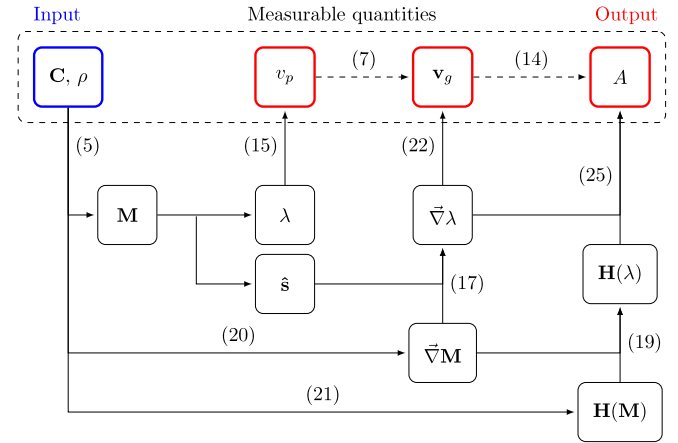 Input Measurable quantities Output
C, ρ v_p (7) v_g (14) A
(5) (15) (22)
(25)
M λ ∇⃗λ
H(λ)
ŝ (17)
(20) (19)
∇⃗M
(21)
H(M)